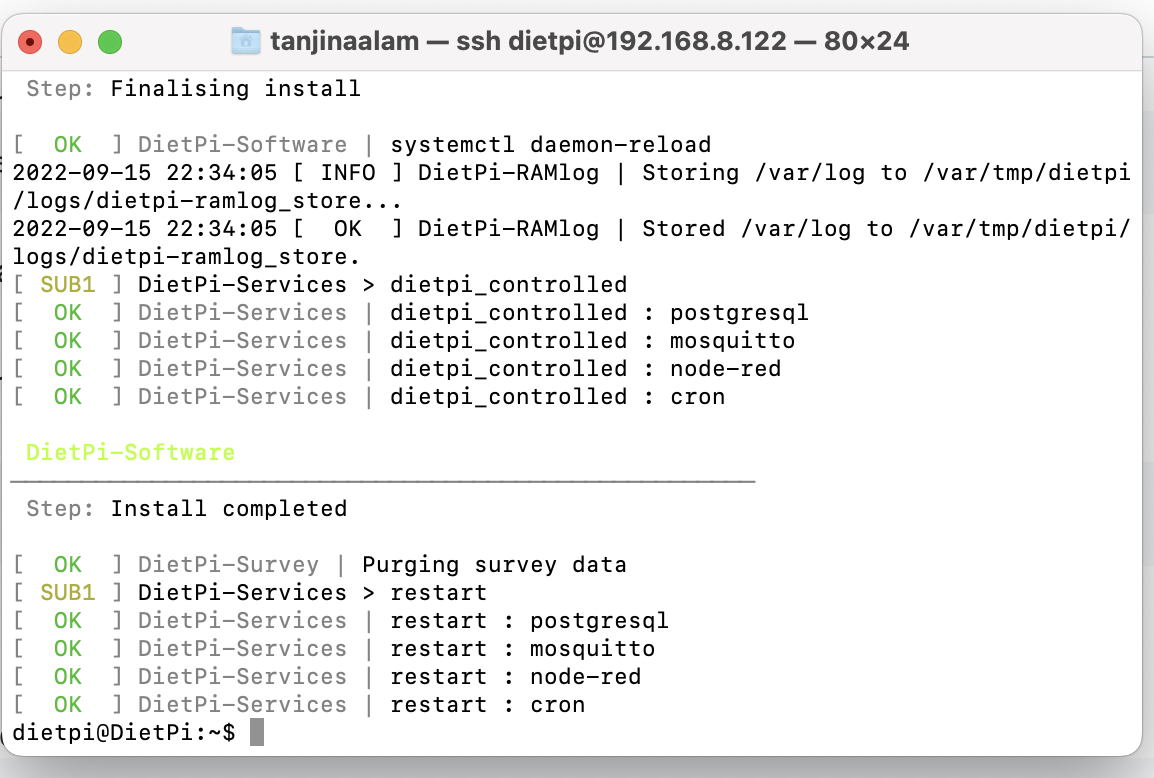 tanjinaalam — ssh dietpi@192.168.8.122 — 80×24
Step: Finalising install
[  OK  ] DietPi-Software | systemctl daemon-reload
2022-09-15 22:34:05 [ INFO ] DietPi-RAMlog | Storing /var/log to /var/tmp/dietpi
/logs/dietpi-ramlog_store...
2022-09-15 22:34:05 [  OK  ] DietPi-RAMlog | Stored /var/log to /var/tmp/dietpi/
logs/dietpi-ramlog_store.
[ SUB1 ] DietPi-Services > dietpi_controlled
[  OK  ] DietPi-Services | dietpi_controlled : postgresql
[  OK  ] DietPi-Services | dietpi_controlled : mosquitto
[  OK  ] DietPi-Services | dietpi_controlled : node-red
[  OK  ] DietPi-Services | dietpi_controlled : cron
DietPi-Software
Step: Install completed
[  OK  ] DietPi-Survey | Purging survey data
[ SUB1 ] DietPi-Services > restart
[  OK  ] DietPi-Services | restart : postgresql
[  OK  ] DietPi-Services | restart : mosquitto
[  OK  ] DietPi-Services | restart : node-red
[  OK  ] DietPi-Services | restart : cron
dietpi@DietPi:~$